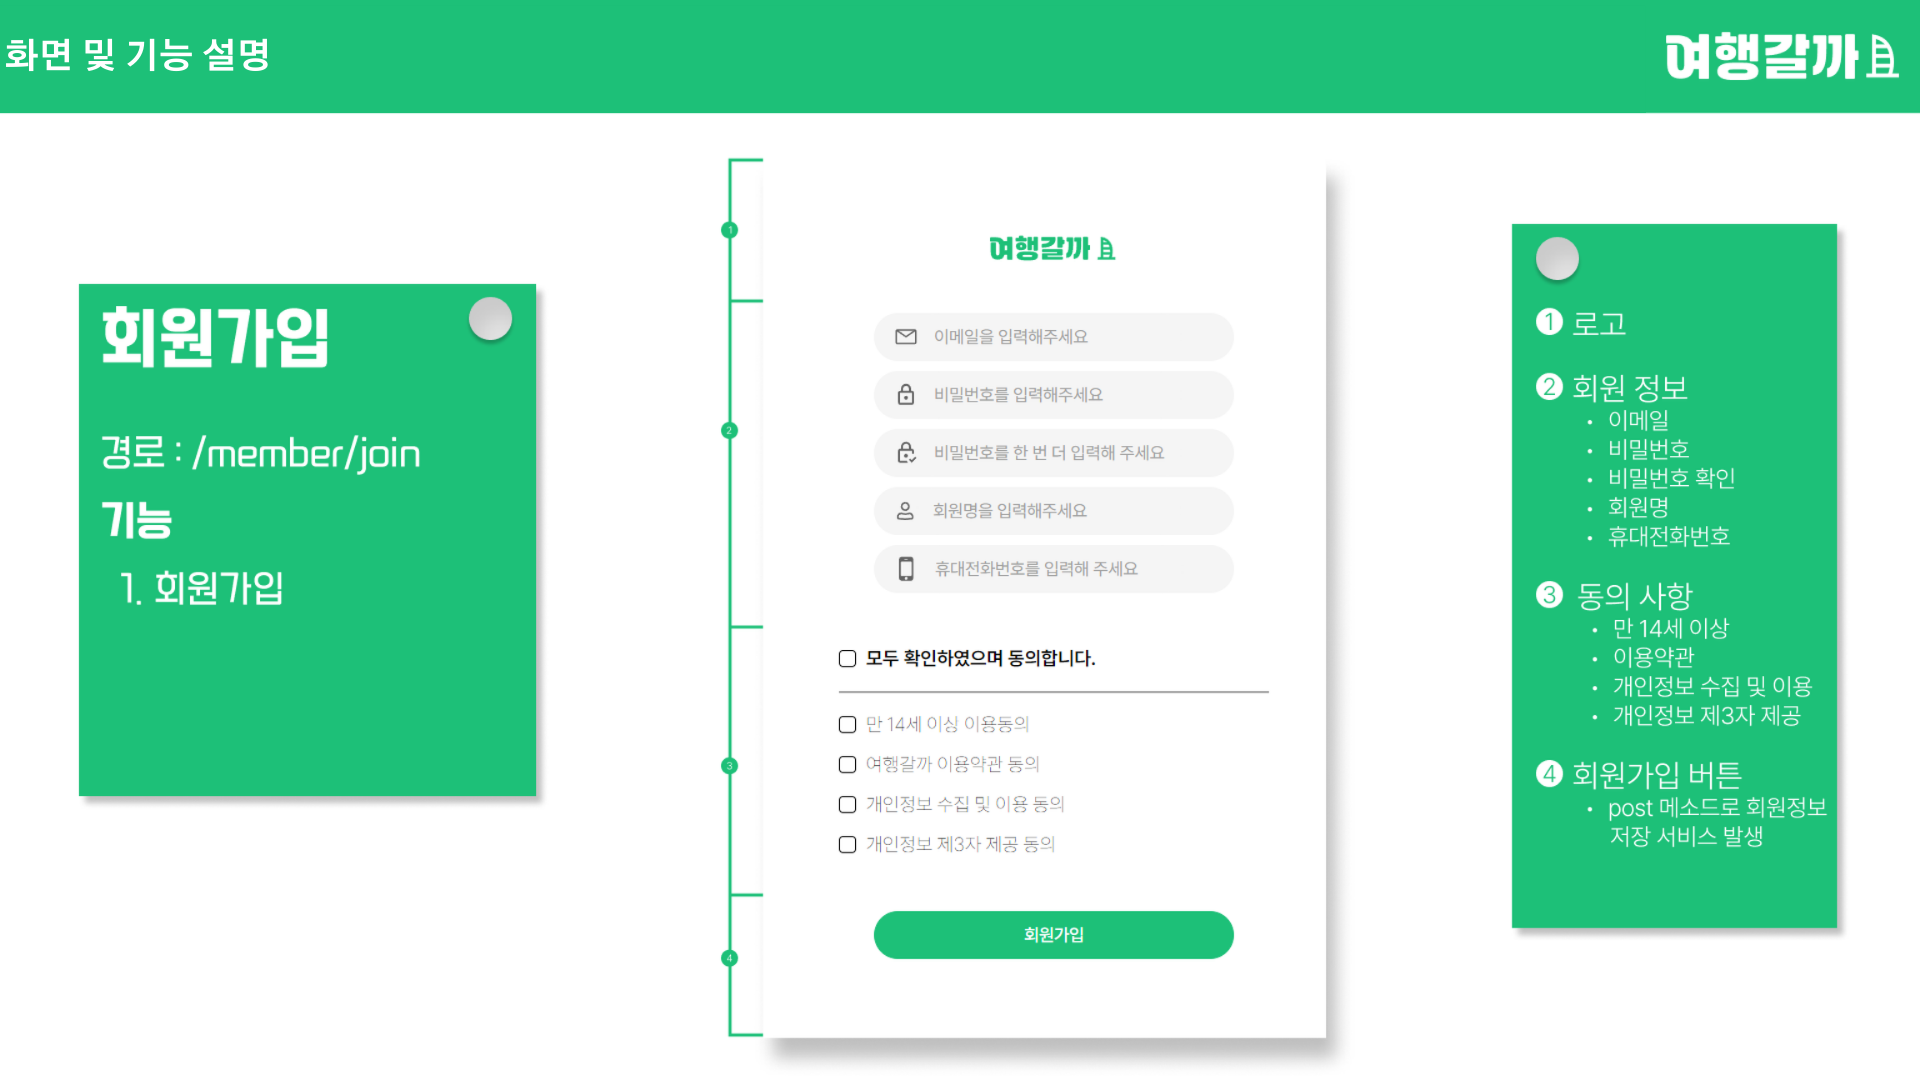 화면 및 기능 설명
여행갈까
회원가입
경로 : /member/join
기능
1. 회원가입
1
2
3
4
여행갈까
이메일을 입력해주세요
비밀번호를 입력해주세요
비밀번호를 한 번 더 입력해 주세요
회원명을 입력해주세요
휴대전화번호를 입력해 주세요
모두 확인하였으며 동의합니다.
만 14세 이상 이용동의
여행갈까 이용약관 동의
개인정보 수집 및 이용 동의
개인정보 제3자 제공 동의
회원가입
1 로고
2 회원 정보
• 이메일
• 비밀번호
• 비밀번호 확인
• 회원명
• 휴대전화번호
3 동의 사항
• 만 14세 이상
• 이용약관
• 개인정보 수집 및 이용
• 개인정보 제3자 제공
4 회원가입 버튼
• post 메소드로 회원정보
저장 서비스 발생